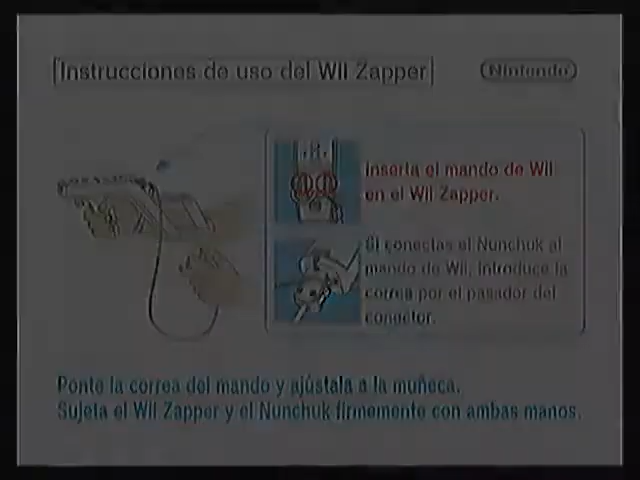 Instrucciones de uso del Wii Zapper
Nintendo
Inserta el mando de Wii
en el Wii Zapper.
Si conectas el Nunchuk al
mando de Wii, introduce la
correa por el pasador del
conector.
Ponte la correa del mando y ajústala a la muñeca.
Sujeta el Wii Zapper y el Nunchuk firmemente con ambas manos.